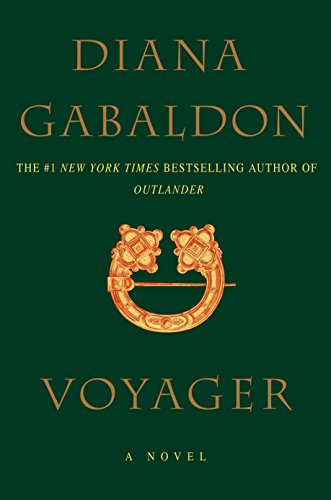 DIANA
GABALDON
THE #1 NEW YORK TIMES BESTSELLING AUTHOR OF
OUTLANDER
VOYAGER
A NOVEL